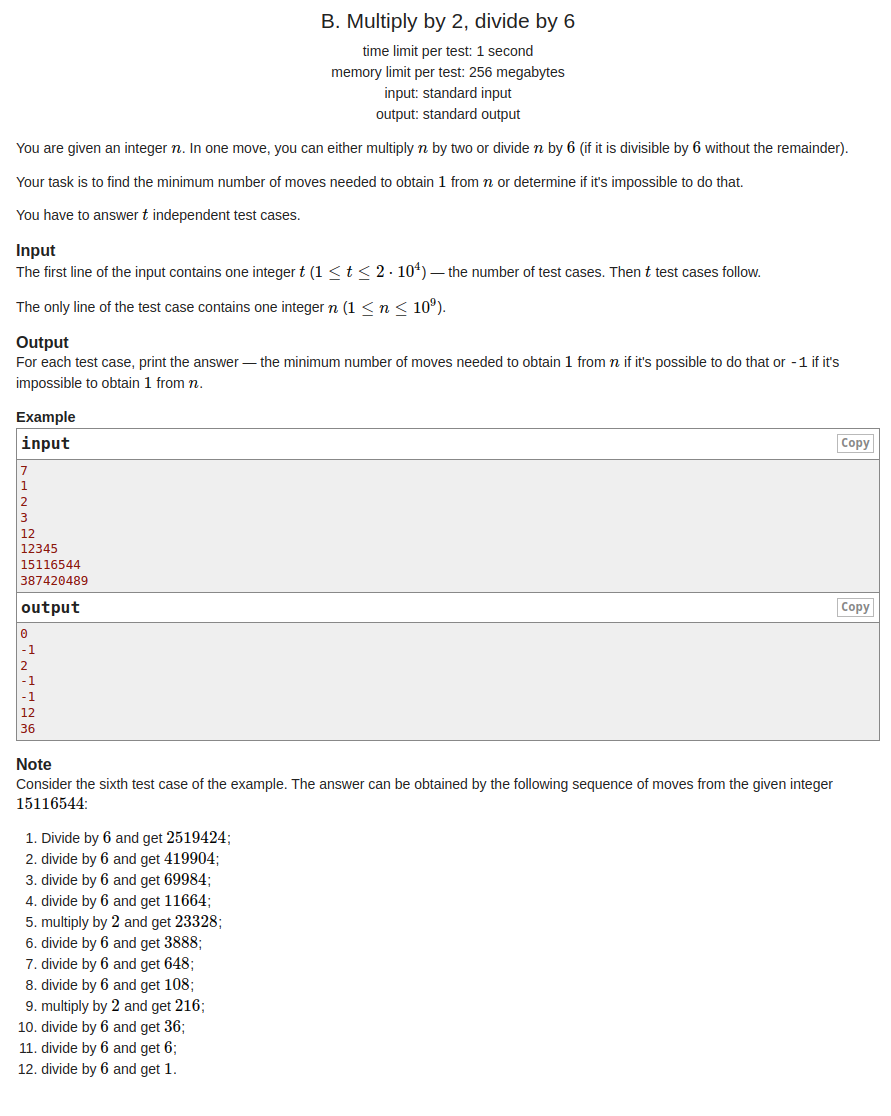 B. Multiply by 2, divide by 6
time limit per test: 1 second
memory limit per test: 256 megabytes
input: standard input
output: standard output
You are given an integer n. In one move, you can either multiply n by two or divide n by 6 (if it is divisible by 6 without the remainder).
Your task is to find the minimum number of moves needed to obtain 1 from n or determine if it's impossible to do that.
You have to answer t independent test cases.
Input
The first line of the input contains one integer t (1 ≤ t ≤ 2 · 10⁴) — the number of test cases. Then t test cases follow.
The only line of the test case contains one integer n (1 ≤ n ≤ 10⁹).
Output
For each test case, print the answer — the minimum number of moves needed to obtain 1 from n if it's possible to do that or -1 if it's
impossible to obtain 1 from n.
Example
input Copy
7
1
2
3
12
12345
15116544
387420489
output Copy
0
-1
2
-1
-1
12
36
Note
Consider the sixth test case of the example. The answer can be obtained by the following sequence of moves from the given integer
15116544:
1. Divide by 6 and get 2519424;
2. divide by 6 and get 419904;
3. divide by 6 and get 69984;
4. divide by 6 and get 11664;
5. multiply by 2 and get 23328;
6. divide by 6 and get 3888;
7. divide by 6 and get 648;
8. divide by 6 and get 108;
9. multiply by 2 and get 216;
10. divide by 6 and get 36;
11. divide by 6 and get 6;
12. divide by 6 and get 1.